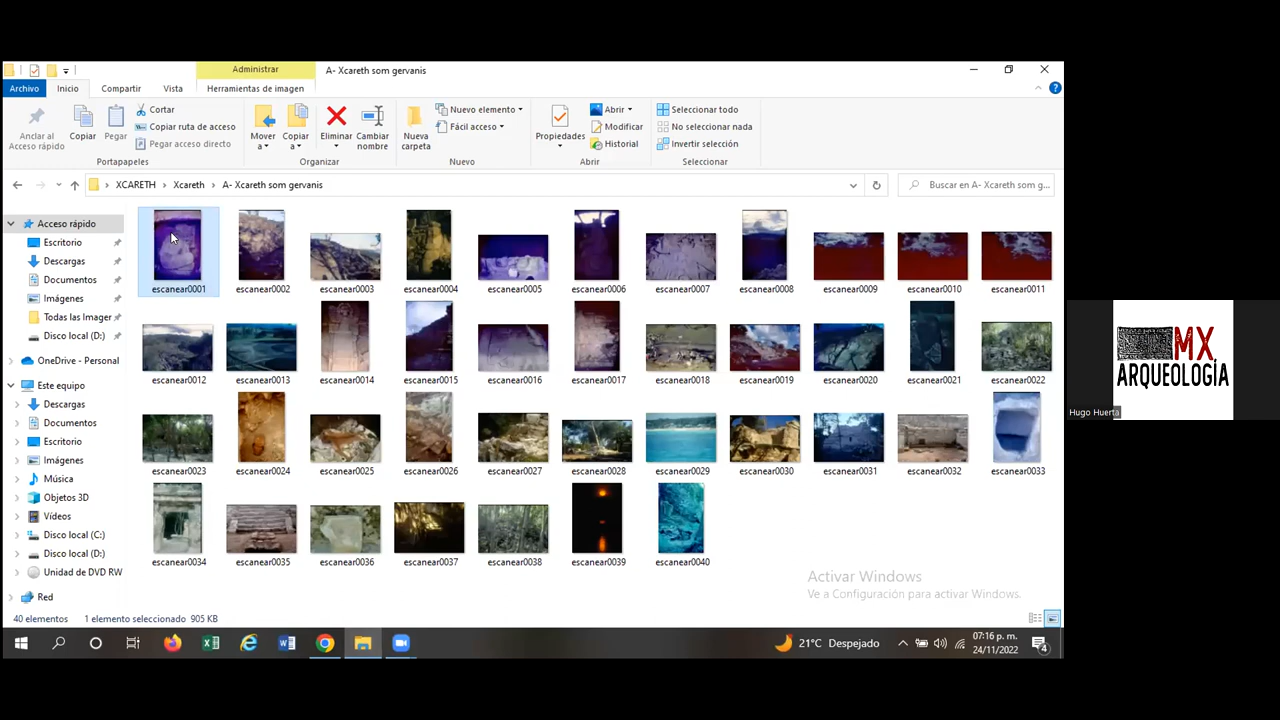 Administrar
A- Xcareth som gervanis
Archivo
Inicio
Compartir
Vista
Herramientas de imagen
Anclar al
Acceso rápido
Copiar
Pegar
Cortar
Copiar ruta de acceso
Pegar acceso directo
Portapapeles
Mover
a
Copiar
a
Eliminar
Cambiar
nombre
Organizar
Nueva
carpeta
Nuevo elemento
Fácil acceso
Nuevo
Propiedades
Abrir
Modificar
Historial
Abrir
Seleccionar todo
No seleccionar nada
Invertir selección
Seleccionar
XCARETH
Xcareth
A- Xcareth som gervanis
Buscar en A- Xcareth som g...
Acceso rápido
Escritorio
Descargas
Documentos
Imágenes
Todas las Imager
Disco local (D:)
OneDrive - Personal
Este equipo
Descargas
Documentos
Escritorio
Imágenes
Música
Objetos 3D
Vídeos
Disco local (C:)
Disco local (D:)
Unidad de DVD RW
Red
escanear0001 escanear0002 escanear0003 escanear0004 escanear0005 escanear0006 escanear0007 escanear0008 escanear0009 escanear0010 escanear0011
escanear0012 escanear0013 escanear0014 escanear0015 escanear0016 escanear0017 escanear0018 escanear0019 escanear0020 escanear0021 escanear0022
escanear0023 escanear0024 escanear0025 escanear0026 escanear0027 escanear0028 escanear0029 escanear0030 escanear0031 escanear0032 escanear0033
escanear0034 escanear0035 escanear0036 escanear0037 escanear0038 escanear0039 escanear0040
Activar Windows
Ve a Configuración para activar Windows.
40 elementos 1 elemento seleccionado 905 KB
21°C Despejado
07:16 p. m.
24/11/2022
4
MX
ARQUEOLOGÍA
Hugo Huerta